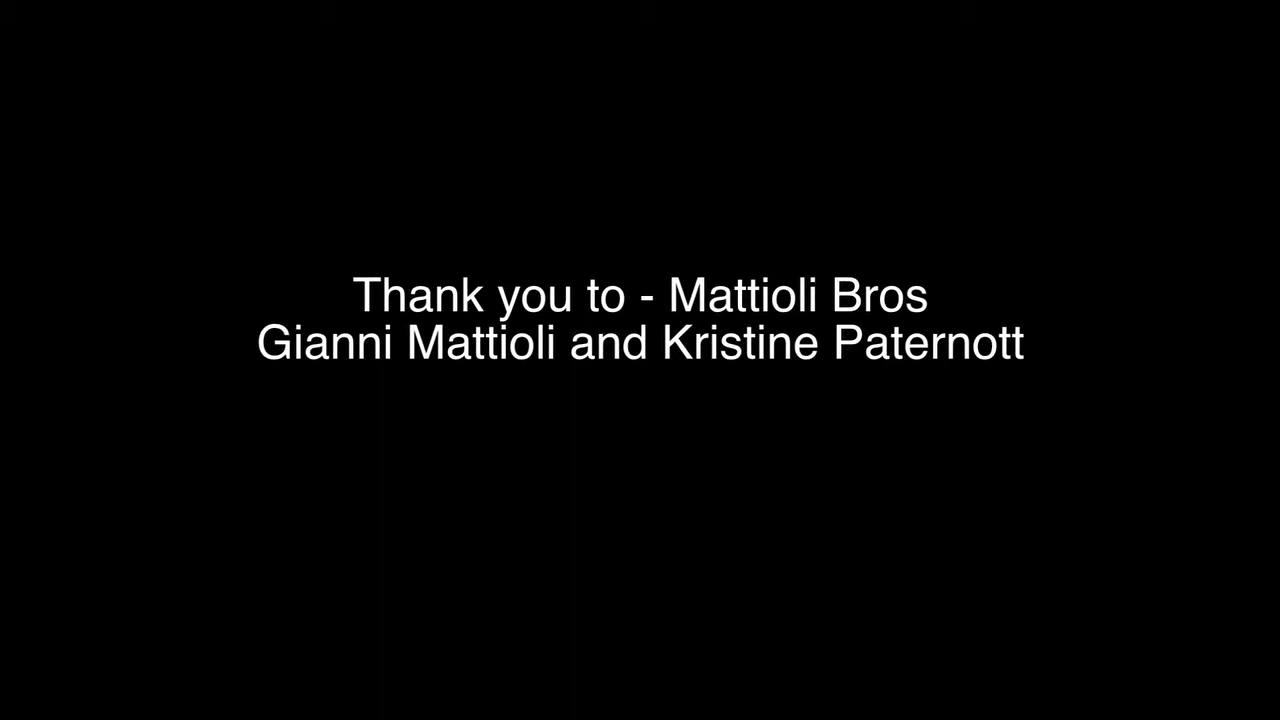 Thank you to - Mattioli Bros
Gianni Mattioli and Kristine Paternott